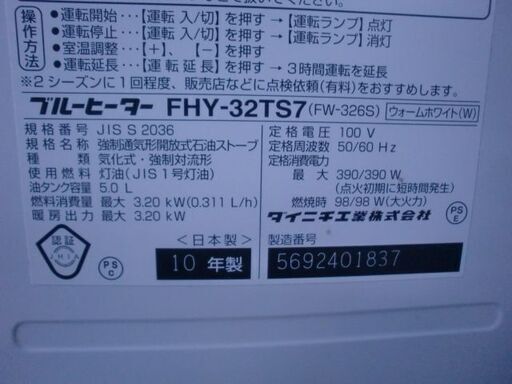 操作方法
●運転開始……【運転 入/切】を押す→【運転ランプ】点灯
●運転停止……【運転 入/切】を押す→【運転ランプ】消灯
●室温調整……【+】、【-】を押す
●運転延長……【運転 延長】を押す→3時間運転を延長
※2シーズンに1回程度、販売店などに点検依頼(有料)をおすすめします。
ブルーヒーター FHY-32TS7 (FW-326S) ウォームホワイト(W)
規格番号 JIS S 2036
規格名称 強制通気形開放式石油ストーブ
型式 気化式・強制対流形
使用燃料 灯油(JIS1号灯油)
油タンク容量 5.0 L
燃料消費量 最大 3.20 kW(0.311 L/h)
暖房出力 最大 3.20 kW
定格電圧 100 V
定格周波数 50/60 Hz
定格消費電力
最大 390/390 W
(点火初期に短時間発生)
燃焼時 98/98 W(大火力)
ダイニチ工業株式会社
PS E
認証
JHIA
PS C
<日本製>
10 年製
製造番号
5692401837